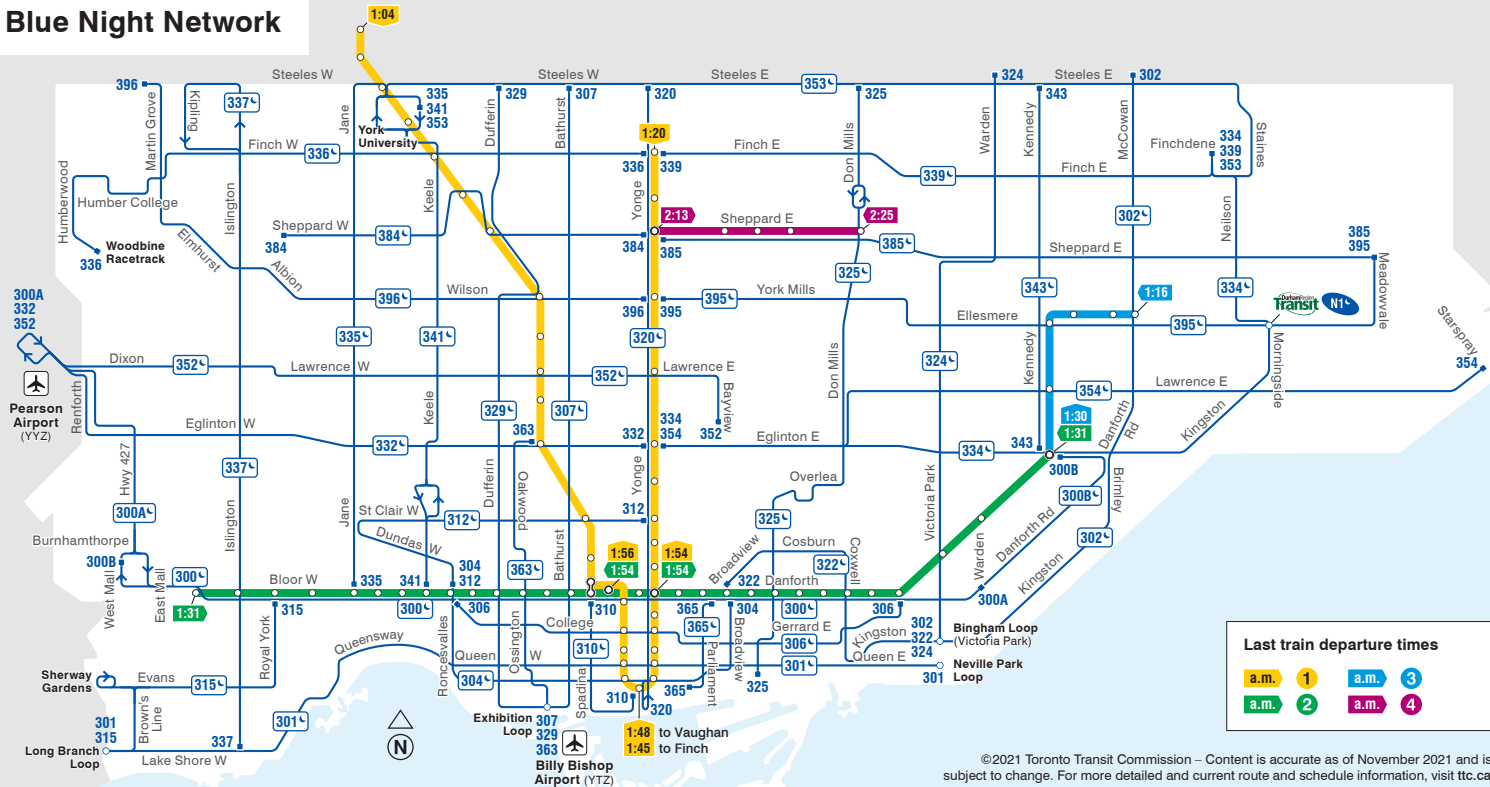 Blue Night Network
1:04
Steeles W
Steeles W
Steeles E
353
324
Steeles E
302
396
Martin Grove
Kipling
337
Jane
335
341
353
York
University
Dufferin
329
Bathurst
307
320
325
Don Mills
Warden
Kennedy
343
McCowan
Staines
1:20
Finch W
336
336
339
Finch E
339
Finch E
Finchdene
334
339
353
Humberwood
Humber College
Islington
Keele
Yonge
302
Neilson
Woodbine
Racetrack
336
Elmhurst
Sheppard W
384
384
384
2:13
Sheppard E
2:25
385
385
Sheppard E
385
395
Meadowvale
Albion
396
Wilson
396
395
395
York Mills
325
343
1:16
334
DurhamRegion
Transit
N1
Ellesmere
395
300A
332
352
Pearson
Airport
(YYZ)
Dixon
352
335
341
Lawrence W
320
352
Lawrence E
Bayview
352
Don Mills
324
Kennedy
354
Lawrence E
Morningside
Starspray
354
Renforth
Keele
329
307
363
334
354
332
Eglinton W
332
Eglinton E
334
343
1:30
1:31
300B
Danforth
Rd
Kingston
Hwy 427
337
Jane
Dufferin
Oakwood
Yonge
Overlea
Victoria Park
Brimley
300B
300A
Islington
St Clair W
312
312
325
Danforth Rd
302
Burnhamthorpe
300B
Dundas W
Bathurst
1:56
1:54
1:54
1:54
Broadview
Cosburn
322
Coxwell
Warden
Kingston
West Mall
East Mall
300
1:31
Bloor W
335
341
304
312
363
322
Danforth
300A
315
300
306
310
365
304
300
306
Royal York
Roncesvalles
Ossington
College
310
365
Parliament
Broadview
Gerrard E
306
Kingston
302
322
324
Bingham Loop
(Victoria Park)
Queensway
Queen
W
301
Queen E
Neville Park
Loop
301
Sherway
Gardens
Evans
315
304
Spadina
310
365
325
320
Brown's
Line
301
301
315
Long Branch
Loop
337
Lake Shore W
N
Exhibition
Loop
307
329
363
Billy Bishop
Airport (YTZ)
1:48 to Vaughan
1:45 to Finch
Last train departure times
a.m. 1
a.m. 3
a.m. 2
a.m. 4
©2021 Toronto Transit Commission – Content is accurate as of November 2021 and is
subject to change. For more detailed and current route and schedule information, visit ttc.ca